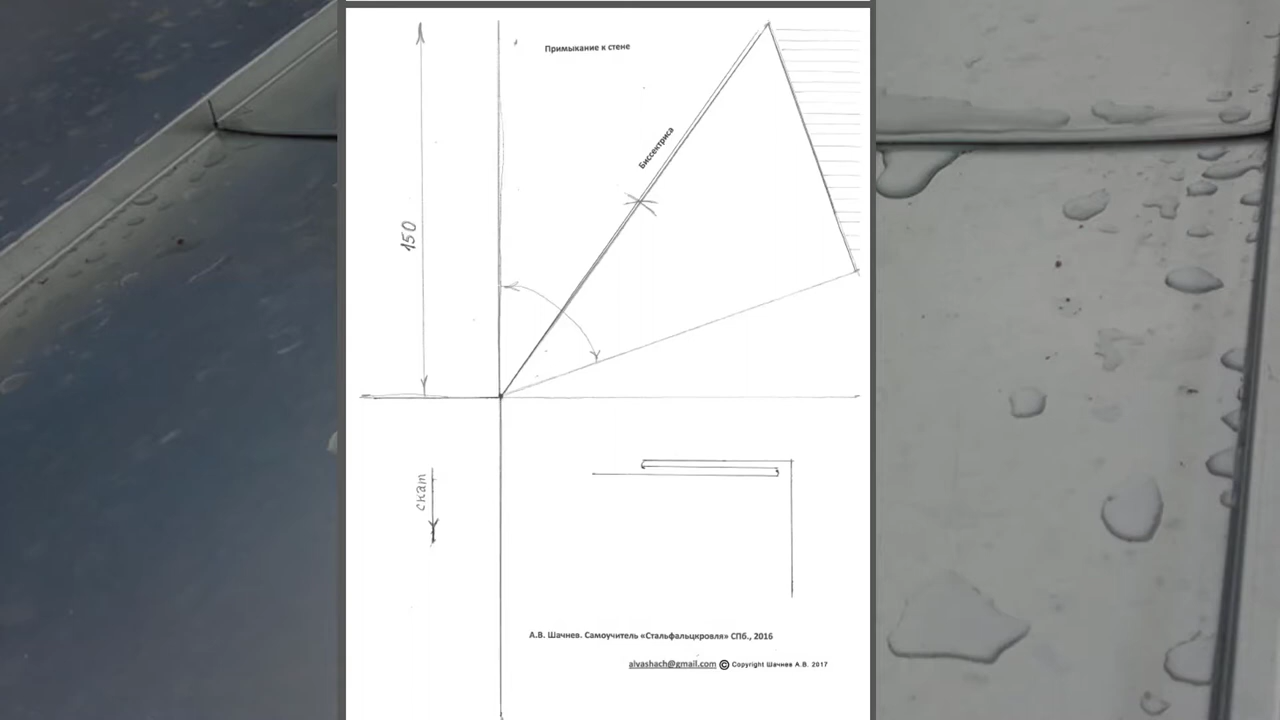 Примыкание к стене
Биссектриса
150
скат
А.В. Шачнев. Самоучитель «Стальфальцкровля» СПб., 2016
alvashach@gmail.com © Copyright Шачнев А.В. 2017